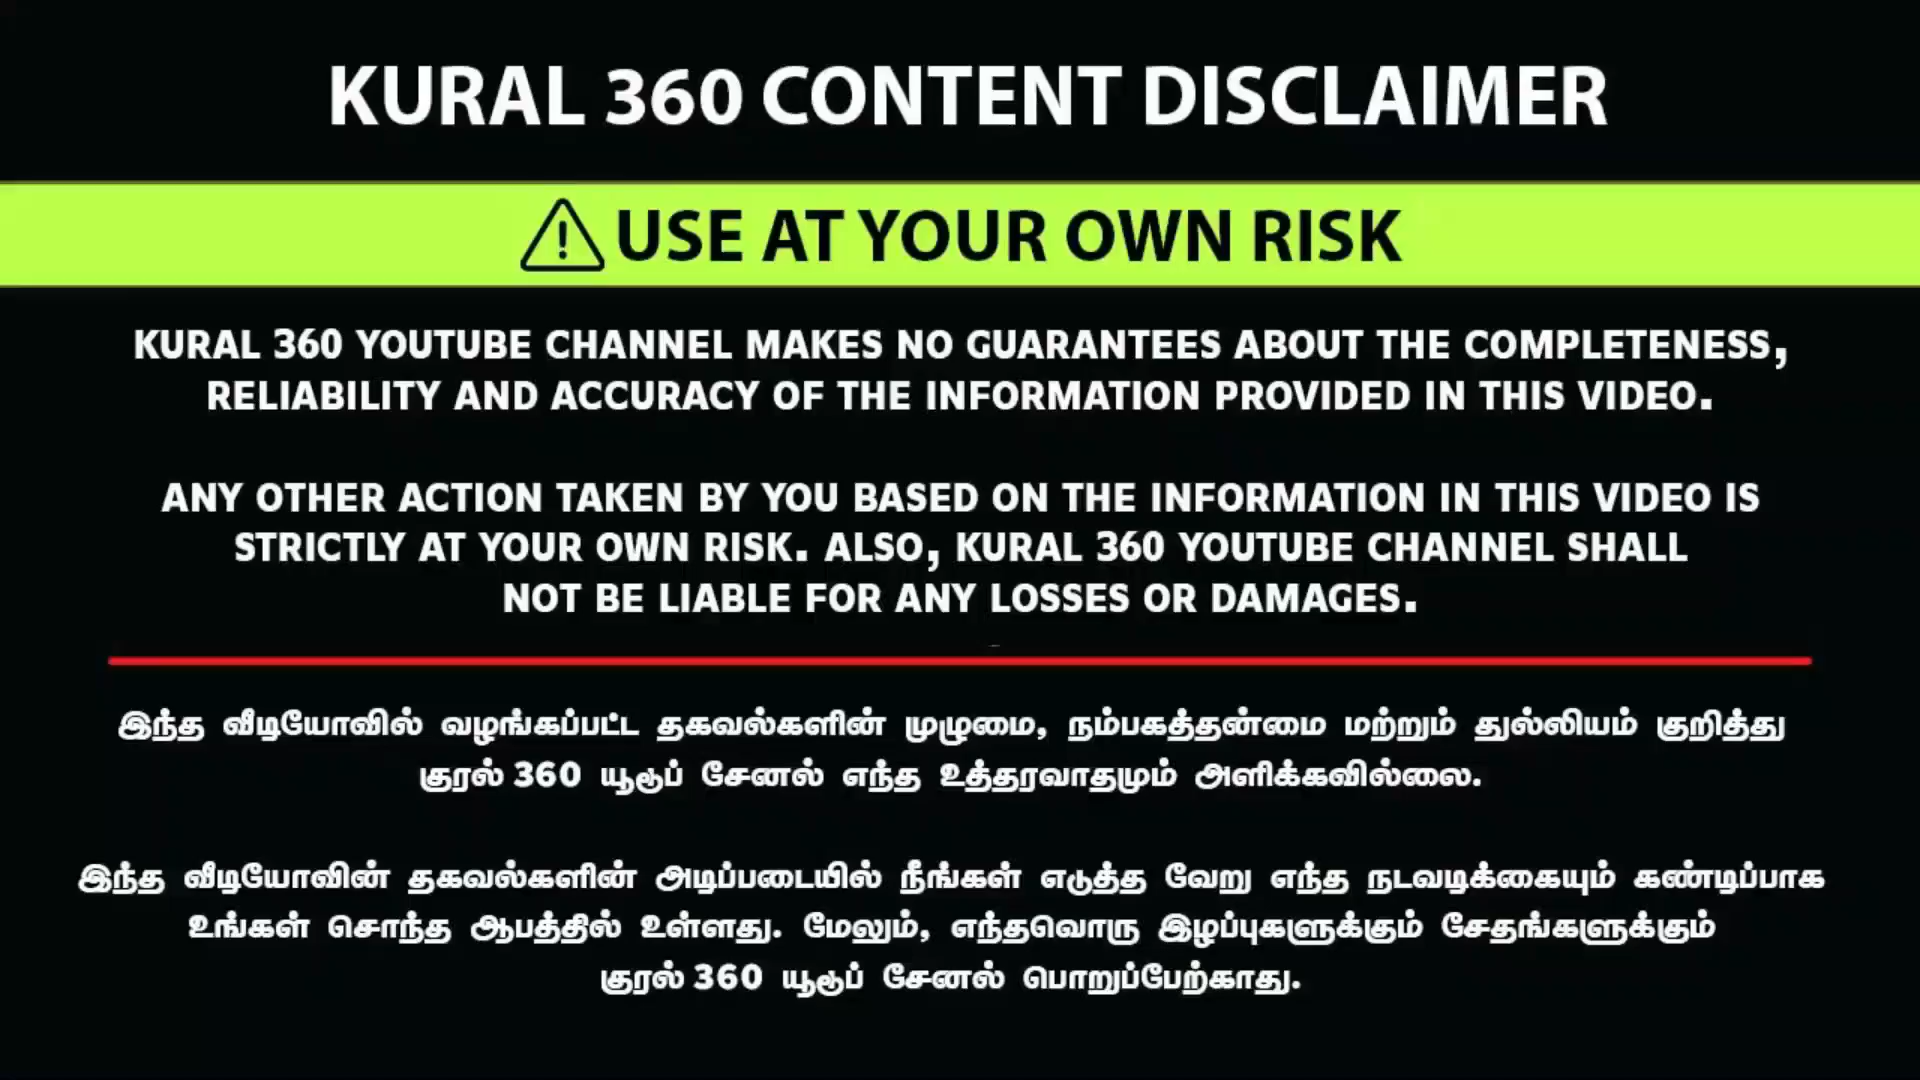 KURAL 360 CONTENT DISCLAIMER
USE AT YOUR OWN RISK
KURAL 360 YOUTUBE CHANNEL MAKES NO GUARANTEES ABOUT THE COMPLETENESS,
RELIABILITY AND ACCURACY OF THE INFORMATION PROVIDED IN THIS VIDEO.
ANY OTHER ACTION TAKEN BY YOU BASED ON THE INFORMATION IN THIS VIDEO IS
STRICTLY AT YOUR OWN RISK. ALSO, KURAL 360 YOUTUBE CHANNEL SHALL
NOT BE LIABLE FOR ANY LOSSES OR DAMAGES.
இந்த வீடியோவில் வழங்கப்பட்ட தகவல்களின் முழுமை, நம்பகத்தன்மை மற்றும் துல்லியம் குறித்து
குரல் 360 யூடூப் சேனல் எந்த உத்தரவாதமும் அளிக்கவில்லை.
இந்த வீடியோவின் தகவல்களின் அடிப்படையில் நீங்கள் எடுத்த வேறு எந்த நடவடிக்கையும் கண்டிப்பாக
உங்கள் சொந்த ஆபத்தில் உள்ளது. மேலும், எந்தவொரு இழப்புகளுக்கும் சேதங்களுக்கும்
குரல் 360 யூடூப் சேனல் பொறுப்பேற்காது.